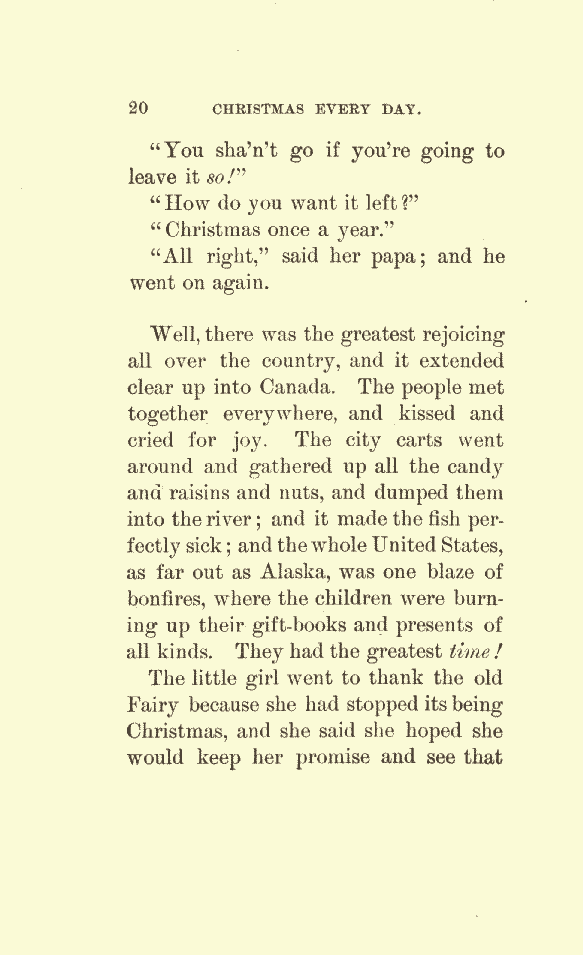 20 CHRISTMAS EVERY DAY.
“You sha’n’t go if you’re going to
leave it so!”
“How do you want it left?”
“Christmas once a year.”
“All right,” said her papa; and he
went on again.
Well, there was the greatest rejoicing
all over the country, and it extended
clear up into Canada. The people met
together everywhere, and kissed and
cried for joy. The city carts went
around and gathered up all the candy
and raisins and nuts, and dumped them
into the river; and it made the fish per-
fectly sick; and the whole United States,
as far out as Alaska, was one blaze of
bonfires, where the children were burn-
ing up their gift-books and presents of
all kinds. They had the greatest time!
The little girl went to thank the old
Fairy because she had stopped its being
Christmas, and she said she hoped she
would keep her promise and see that